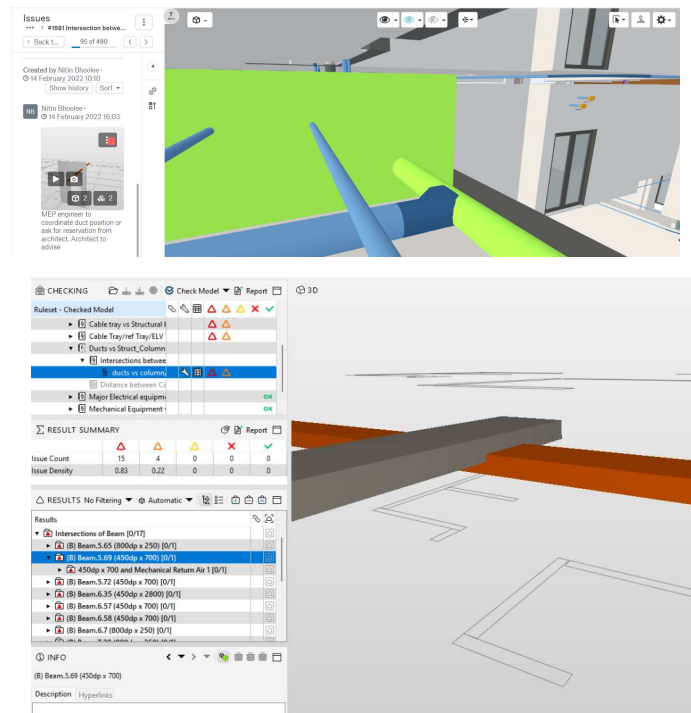 Issues
••• > #1681 Intersection betwe...
< Back t... 95 of 490 < >
Created by Nitin Bhoolee •
14 February 2022 10:10
Show history Sort
NB Nitin Bhoolee •
14 February 2022 16:03
2 2
MEP engineer to
coordinate duct position or
ask for reservation from
architect. Architect to
advise
CHECKING Check Model Report
3D
Ruleset - Checked Model
Cable tray vs Structural
Cable Tray/ref Tray/ELV
Ducts vs Struct_Column
Intersections betwee
ducts vs column
Distance between Co
Major Electrical equipme OK
Mechanical Equipment OK
RESULT SUMMARY Report
Issue Count 15 4 0 0 0
Issue Density 0.83 0.22 0 0 0
RESULTS No Filtering Automatic
Results
Intersections of Beam [0/17]
(B) Beam.5.65 (800dp x 250) [0/1]
(B) Beam.5.69 (450dp x 700) [0/1]
450dp x 700 and Mechanical Return Air 1 [0/1]
(B) Beam.5.72 (450dp x 700) [0/1]
(B) Beam.6.35 (450dp x 2800) [0/1]
(B) Beam.6.57 (450dp x 700) [0/1]
(B) Beam.6.58 (450dp x 700) [0/1]
(B) Beam.6.7 (800dp x 250) [0/1]
INFO
(B) Beam.5.69 (450dp x 700)
Description Hyperlinks